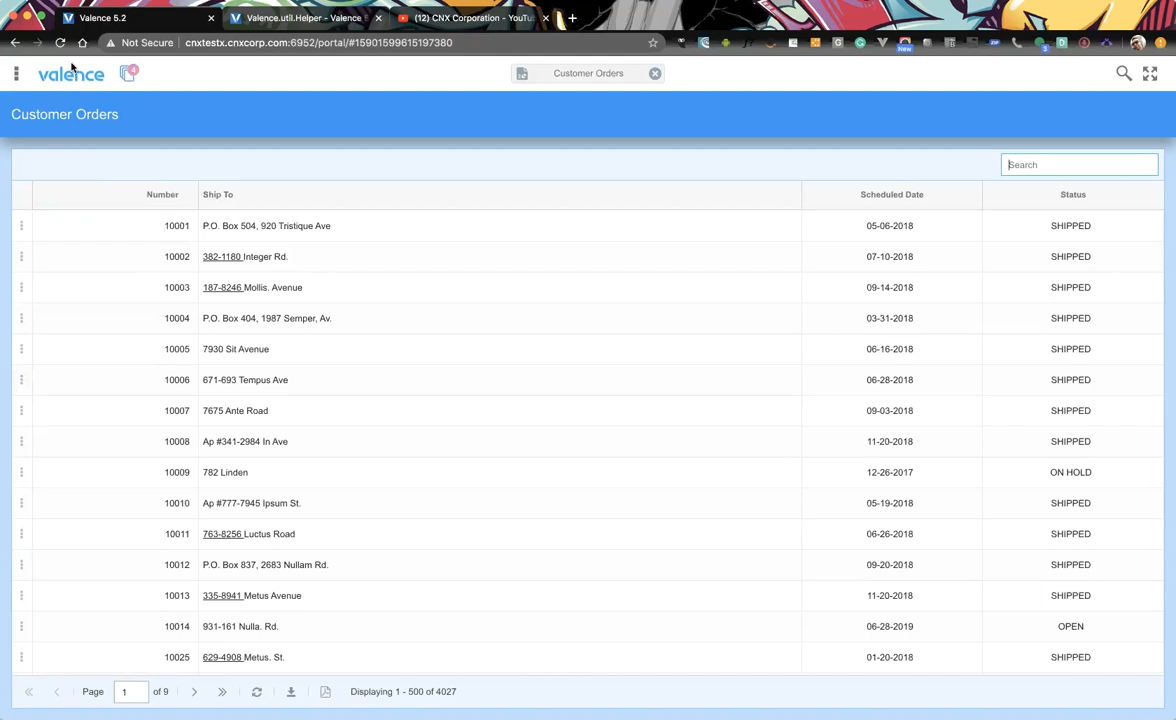 Valence 5.2
Valence.util.Helper - Valence 5
(12) CNX Corporation - YouTu
Not Secure
cnxtestx.cnxcorp.com:6952/portal/#15901599615197380
New
valence
4
Customer Orders
Customer Orders
Search
Number Ship To Scheduled Date Status
10001 P.O. Box 504, 920 Tristique Ave 05-06-2018 SHIPPED
10002 382-1180 Integer Rd. 07-10-2018 SHIPPED
10003 187-8246 Mollis. Avenue 09-14-2018 SHIPPED
10004 P.O. Box 404, 1987 Semper, Av. 03-31-2018 SHIPPED
10005 7930 Sit Avenue 06-16-2018 SHIPPED
10006 671-693 Tempus Ave 06-28-2018 SHIPPED
10007 7675 Ante Road 09-03-2018 SHIPPED
10008 Ap #341-2984 In Ave 11-20-2018 SHIPPED
10009 782 Linden 12-26-2017 ON HOLD
10010 Ap #777-7945 Ipsum St. 05-19-2018 SHIPPED
10011 763-8256 Luctus Road 06-26-2018 SHIPPED
10012 P.O. Box 837, 2683 Nullam Rd. 09-20-2018 SHIPPED
10013 335-8941 Metus Avenue 11-20-2018 SHIPPED
10014 931-161 Nulla. Rd. 06-28-2019 OPEN
10025 629-4908 Metus. St. 01-20-2018 SHIPPED
Page 1 of 9 Displaying 1 - 500 of 4027